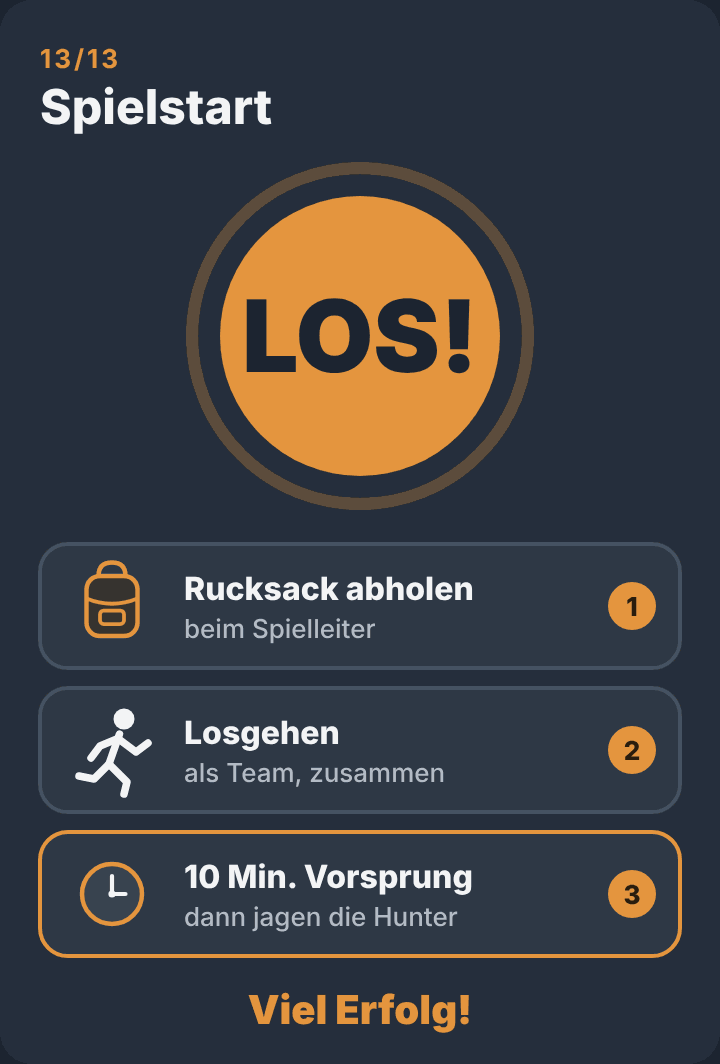 13/13
Spielstart
LOS!
Rucksack abholen
beim Spielleiter
1
Losgehen
als Team, zusammen
2
10 Min. Vorsprung
dann jagen die Hunter
3
Viel Erfolg!